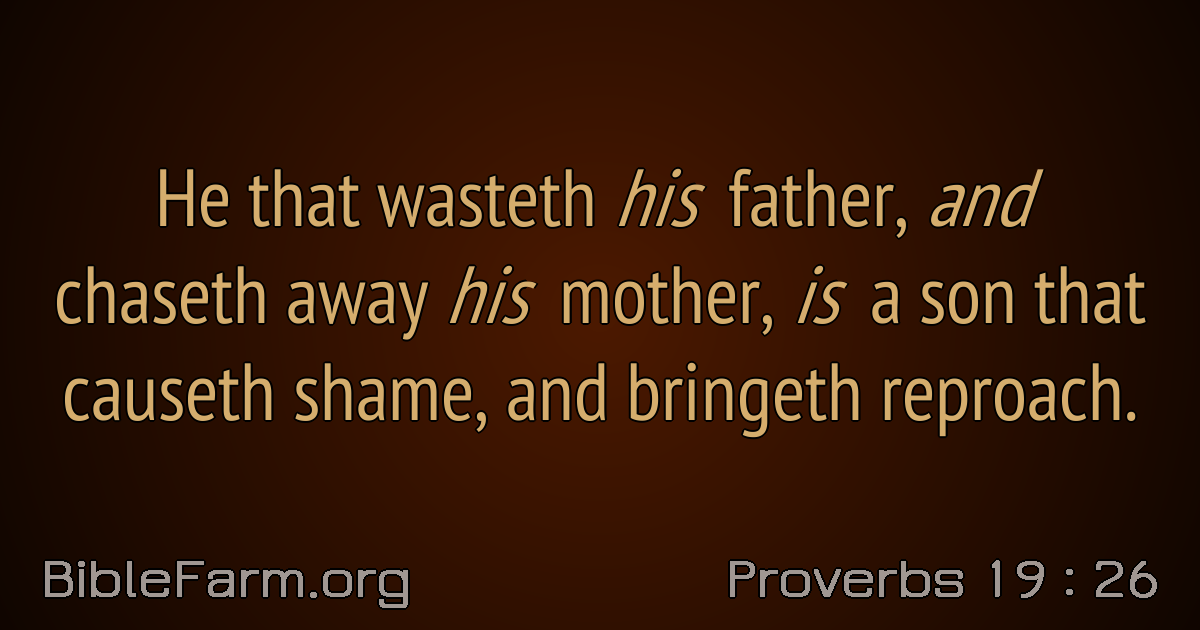 He that wasteth his father, and
chaseth away his mother, is a son that
causeth shame, and bringeth reproach.
BibleFarm.org
Proverbs 19 : 26